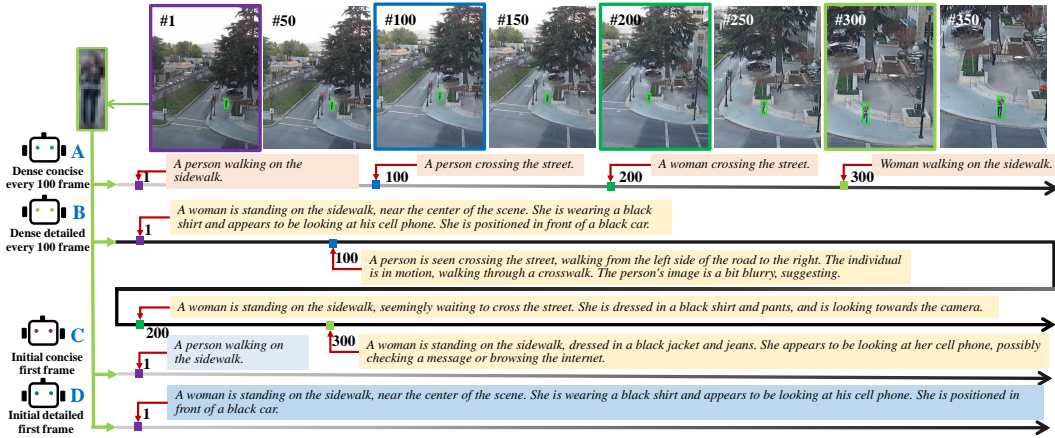 #1
#50
#100
#150
#200
#250
#300
#350
A
Dense concise
every 100 frame
1
A person walking on the
sidewalk.
100
A person crossing the street.
200
A woman crossing the street.
300
Woman walking on the sidewalk.
B
Dense detailed
every 100 frame
1
A woman is standing on the sidewalk, near the center of the scene. She is wearing a black
shirt and appears to be looking at his cell phone. She is positioned in front of a black car.
100
A person is seen crossing the street, walking from the left side of the road to the right. The individual
is in motion, walking through a crosswalk. The person's image is a bit blurry, suggesting.
A woman is standing on the sidewalk, seemingly waiting to cross the street. She is dressed in a black shirt and pants, and is looking towards the camera.
200
300
A woman is standing on the sidewalk, dressed in a black jacket and jeans. She appears to be looking at her cell phone, possibly
checking a message or browsing the internet.
C
Initial concise
first frame
1
A person walking on
the sidewalk.
D
Initial detailed
first frame
1
A woman is standing on the sidewalk, near the center of the scene. She is wearing a black shirt and appears to be looking at his cell phone. She is positioned in
front of a black car.